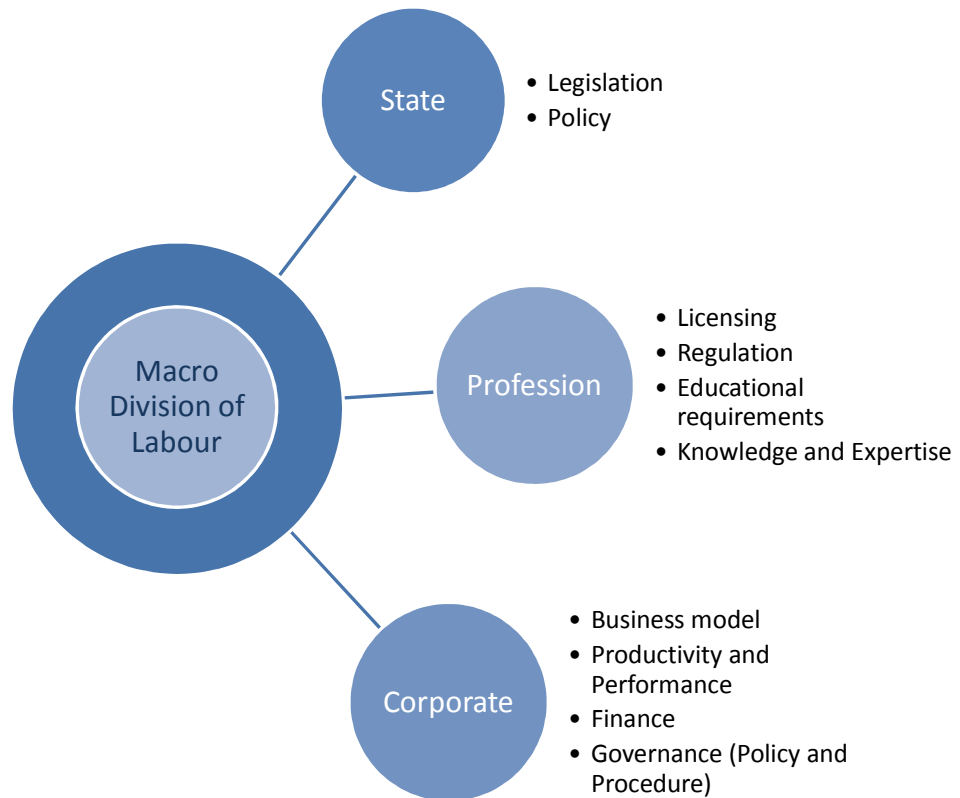 State
• Legislation
• Policy
Macro
Division of
Labour
Profession
• Licensing
• Regulation
• Educational
requirements
• Knowledge and Expertise
Corporate
• Business model
• Productivity and
Performance
• Finance
• Governance (Policy and
Procedure)